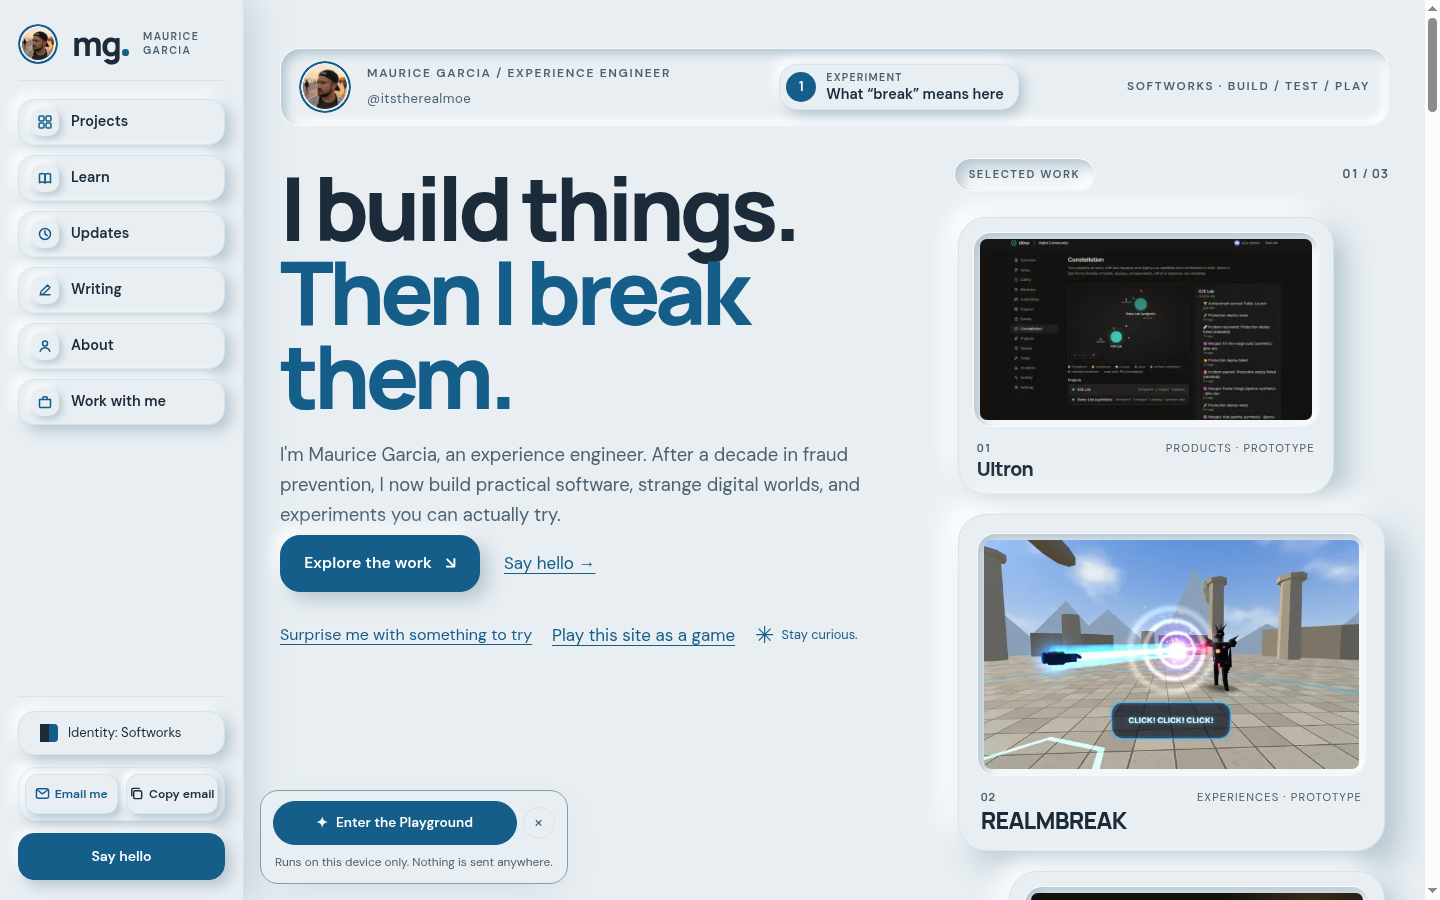 mg.
MAURICE
GARCIA
Projects
Learn
Updates
Writing
About
Work with me
Identity: Softworks
Email me
Copy email
Say hello
MAURICE GARCIA / EXPERIENCE ENGINEER
@itstherealmoe
1
EXPERIMENT
What “break” means here
SOFTWORKS · BUILD / TEST / PLAY
I build things.
Then I break
them.
I'm Maurice Garcia, an experience engineer. After a decade in fraud
prevention, I now build practical software, strange digital worlds, and
experiments you can actually try.
Explore the work
Say hello →
Surprise me with something to try
Play this site as a game
Stay curious.
Enter the Playground
×
Runs on this device only. Nothing is sent anywhere.
SELECTED WORK
01 / 03
Ultron
Alpha Community
Constellation
01
PRODUCTS · PROTOTYPE
Ultron
CLICK! CLICK! CLICK!
02
EXPERIENCES · PROTOTYPE
REALMBREAK